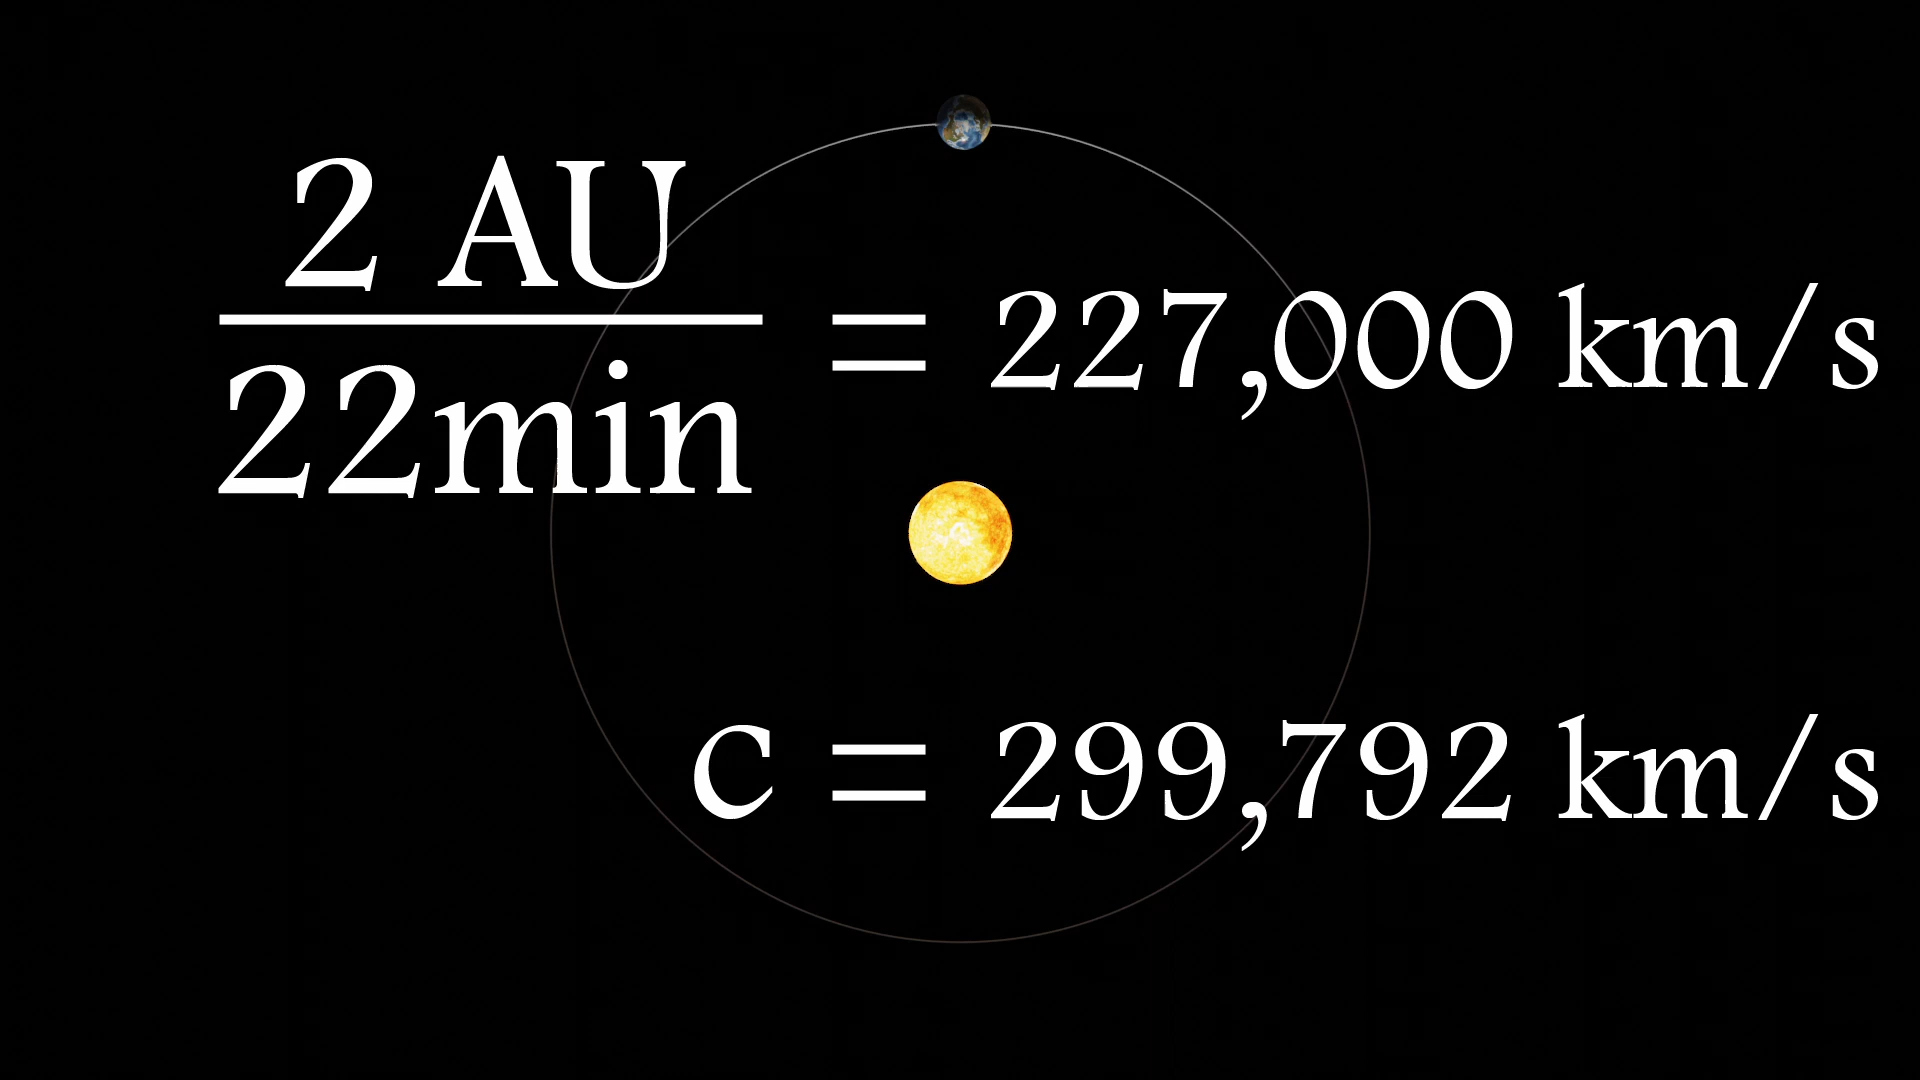 2 AU
22min
= 227,000 km/s
c = 299,792 km/s